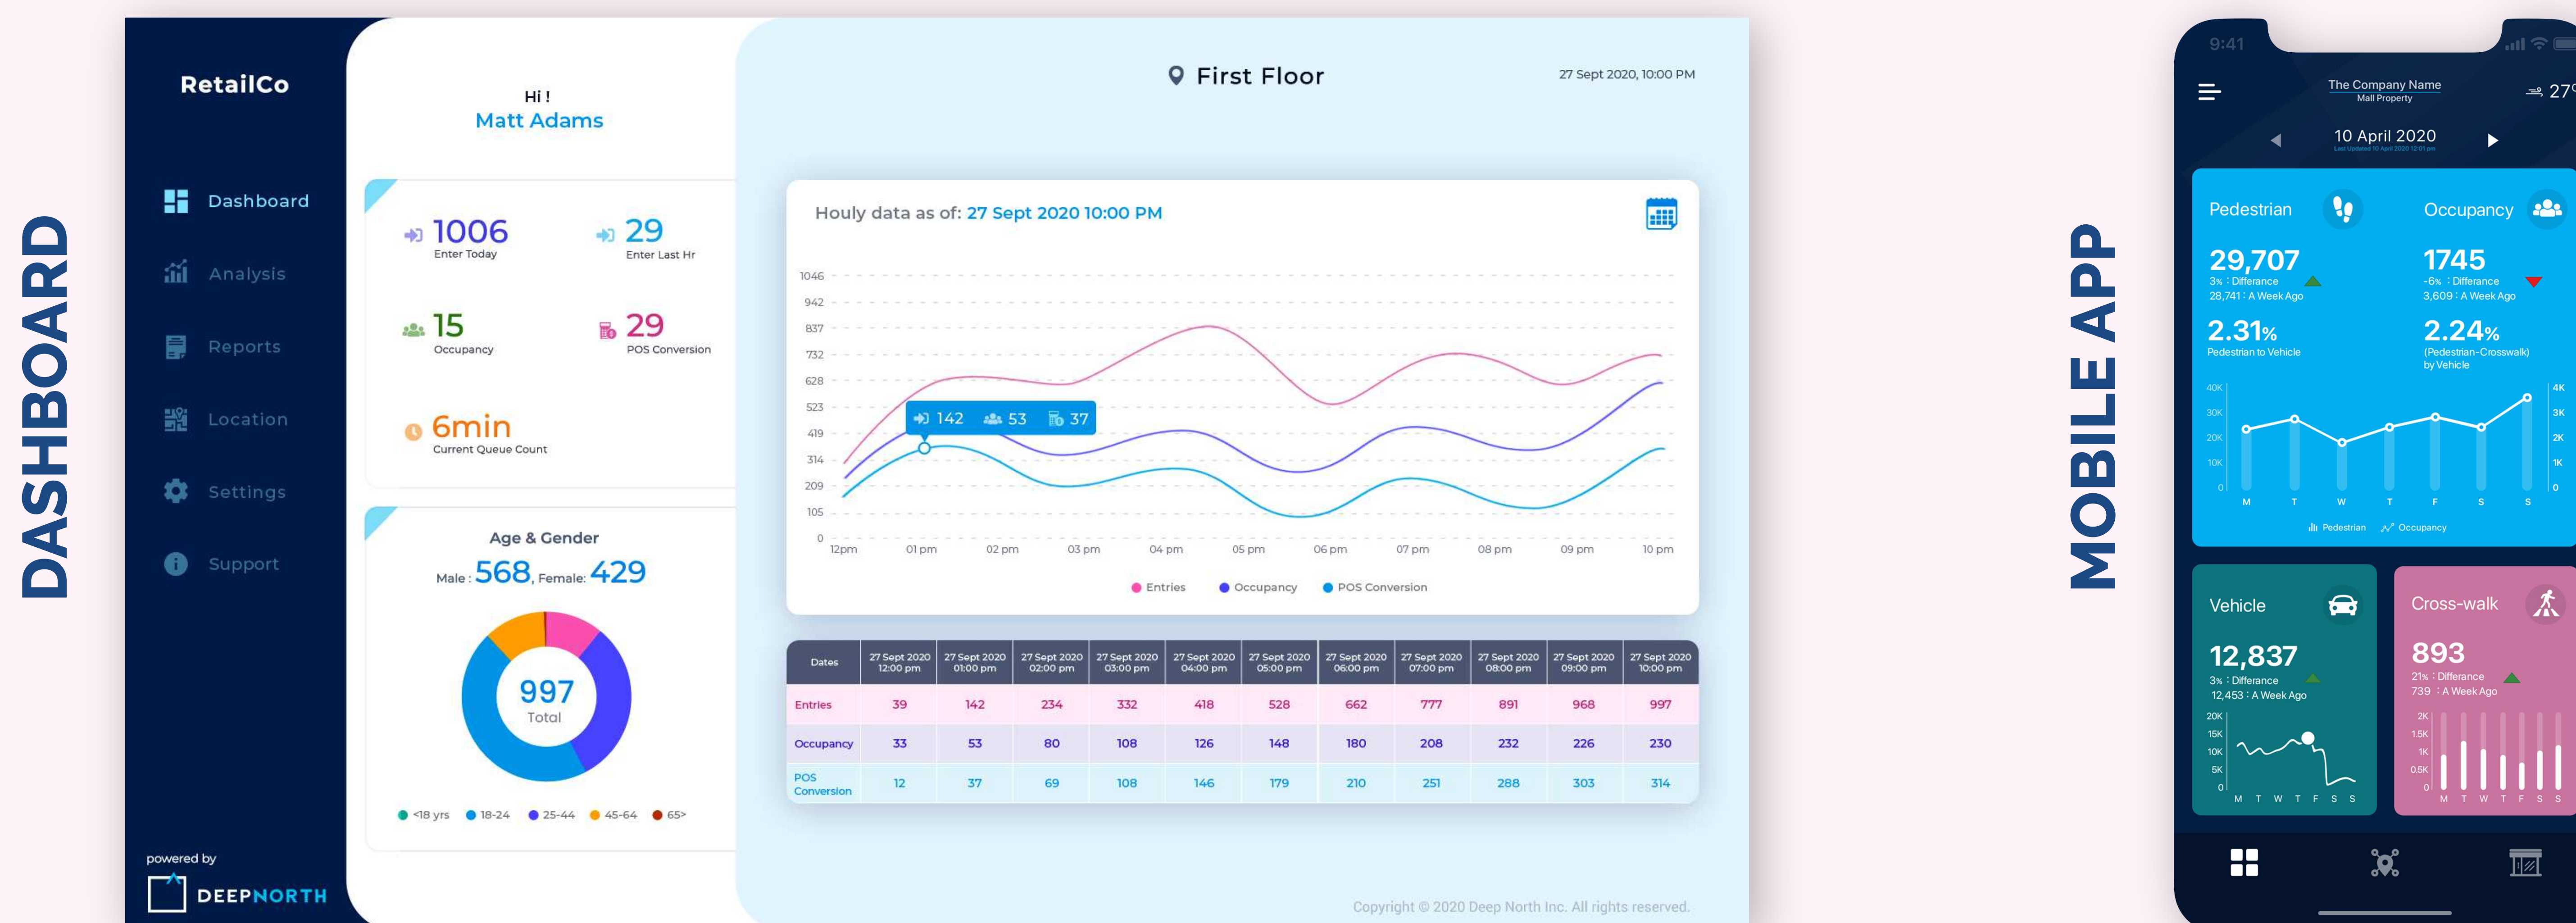 DASHBOARD
RetailCo
Dashboard
Analysis
Reports
Location
Settings
Support
powered by
DEEPNORTH
Hi !
Matt Adams
1006
Enter Today
29
Enter Last Hr
15
Occupancy
29
POS Conversion
6min
Current Queue Count
Age & Gender
Male : 568, Female: 429
997
Total
<18 yrs 18-24 25-44 45-64 65>
First Floor
27 Sept 2020, 10:00 PM
Houly data as of: 27 Sept 2020 10:00 PM
1046
942
837
732
628
523
419
314
209
105
0
142 53 37
12pm 01 pm 02 pm 03 pm 04 pm 05 pm 06 pm 07 pm 08 pm 09 pm 10 pm
Entries Occupancy POS Conversion
Dates 27 Sept 2020 12:00 pm 27 Sept 2020 01:00 pm 27 Sept 2020 02:00 pm 27 Sept 2020 03:00 pm 27 Sept 2020 04:00 pm 27 Sept 2020 05:00 pm 27 Sept 2020 06:00 pm 27 Sept 2020 07:00 pm 27 Sept 2020 08:00 pm 27 Sept 2020 09:00 pm 27 Sept 2020 10:00 pm
Entries 39 142 234 332 418 528 662 777 891 968 997
Occupancy 33 53 80 108 126 148 180 208 232 226 230
POS Conversion 12 37 69 108 146 179 210 251 288 303 314
Copyright © 2020 Deep North Inc. All rights reserved.
MOBILE APP
9:41
The Company Name
Mall Property
27°
10 April 2020
Last Updated 10 April 2020 12:01 pm
Pedestrian
29,707
3% : Differance
28,741 : A Week Ago
2.31%
Pedestrian to Vehicle
Occupancy
1745
-6% : Differance
3,609 : A Week Ago
2.24%
(Pedestrian-Crosswalk)
by Vehicle
40K
30K
20K
10K
0
4K
3K
2K
1K
0
M T W T F S S
Pedestrian Occupancy
Vehicle
12,837
3% : Differance
12,453 : A Week Ago
20K
15K
10K
5K
0
M T W T F S S
Cross-walk
893
21% : Differance
739 : A Week Ago
2K
1.5K
1K
0.5K
0
M T W T F S S